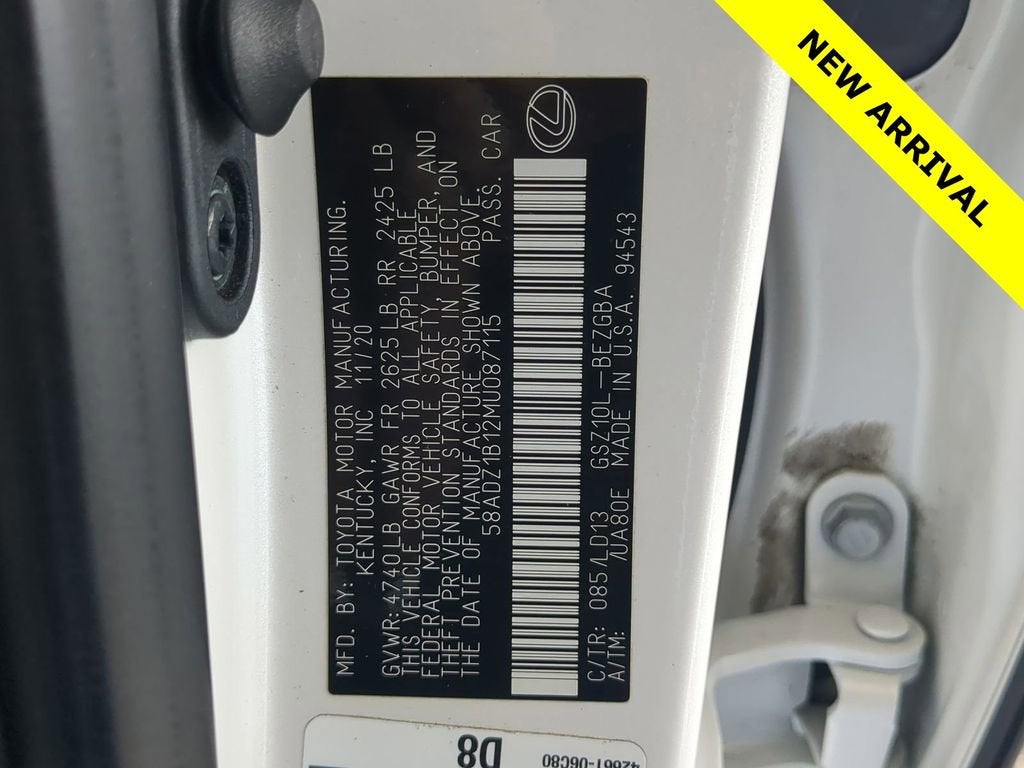 NEW ARRIVAL
MFD. BY: TOYOTA MOTOR MANUFACTURING.
KENTUCKY, INC 11/20
GVWR 4740LB GAWR FR 2625LB RR 2425 LB
THIS VEHICLE CONFORMS TO ALL APPLICABLE
FEDERAL MOTOR VEHICLE SAFETY, BUMPER, AND
THEFT PREVENTION STANDARDS IN EFFECT ON
THE DATE OF MANUFACTURE SHOWN ABOVE.
58ADZ1B12MU087115 PASS. CAR
C/TR: 085/LD13 GSZ10L-BEZGBA
A/TM: /UA80E MADE IN U.S.A. 94543
D8
42661-06C80